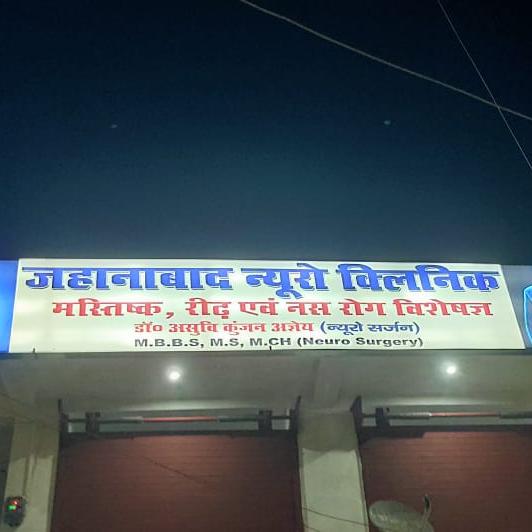 जहानाबाद न्यूरो क्लिनिक
मस्तिष्क, रीढ़ एवं नस रोग विशेषज्ञ
डॉ० असुबि कुंजन अज्ञेय (न्यूरो सर्जन)
M.B.B.S, M.S, M.CH (Neuro Surgery)